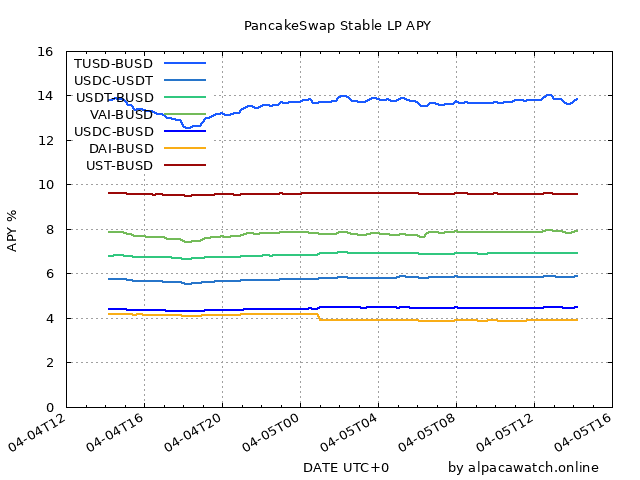 PancakeSwap Stable LP APY
TUSD-BUSD
USDC-USDT
USDT-BUSD
VAI-BUSD
USDC-BUSD
DAI-BUSD
UST-BUSD
APY %
16
14
12
10
8
6
4
2
0
04-04T12
04-04T16
04-04T20
04-05T00
04-05T04
04-05T08
04-05T12
04-05T16
DATE UTC+0
by alpacawatch.online